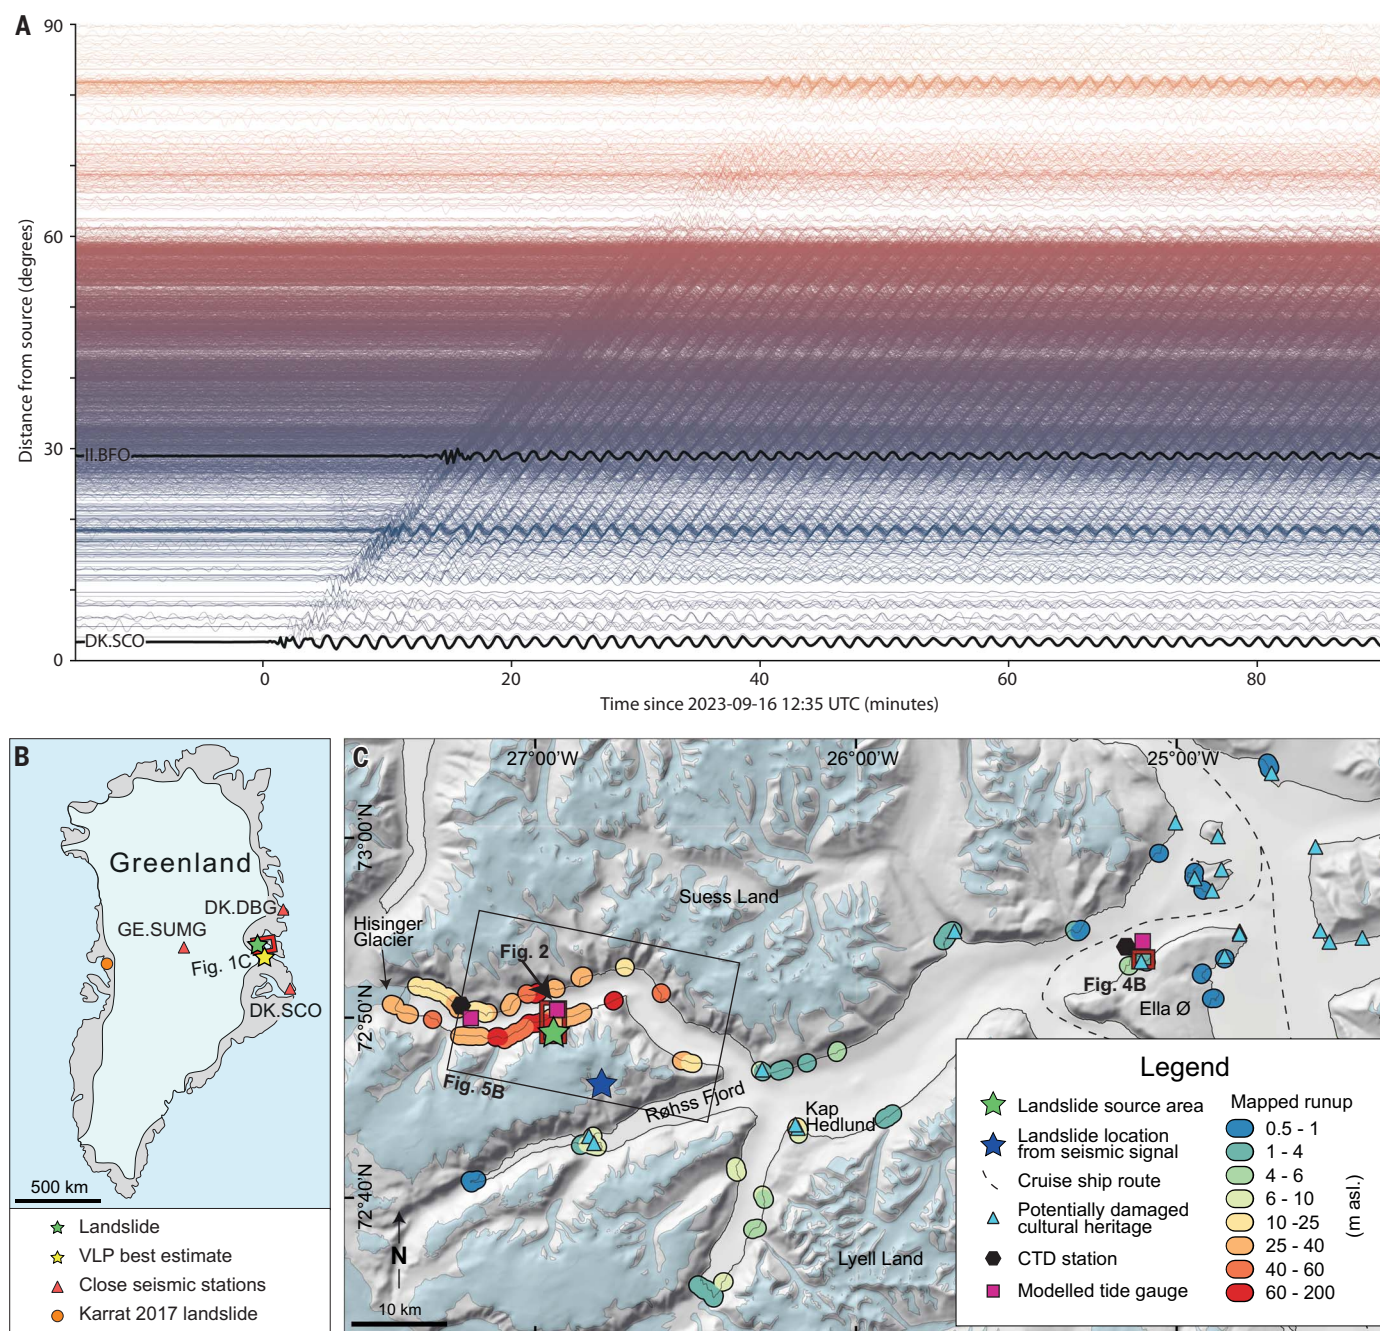 A
90
60
30
0
Distance from source (degrees)
II.BFO
DK.SCO
0
20
40
60
80
Time since 2023-09-16 12:35 UTC (minutes)
B
Greenland
DK.DBG
GE.SUMG
Fig. 1C
DK.SCO
500 km
Landslide
VLP best estimate
Close seismic stations
Karrat 2017 landslide
C
27°00'W
26°00'W
25°00'W
73°00'N
72°50'N
72°40'N
Suess Land
Hisinger
Glacier
Fig. 2
Fig. 5B
Røhss Fjord
Kap
Hedlund
Fig. 4B
Ella Ø
Lyell Land
N
10 km
Legend
Landslide source area
Landslide location
from seismic signal
Cruise ship route
Potentially damaged
cultural heritage
CTD station
Modelled tide gauge
Mapped runup
0.5 - 1
1 - 4
4 - 6
6 - 10
10 -25
25 - 40
40 - 60
60 - 200
(m asl.)